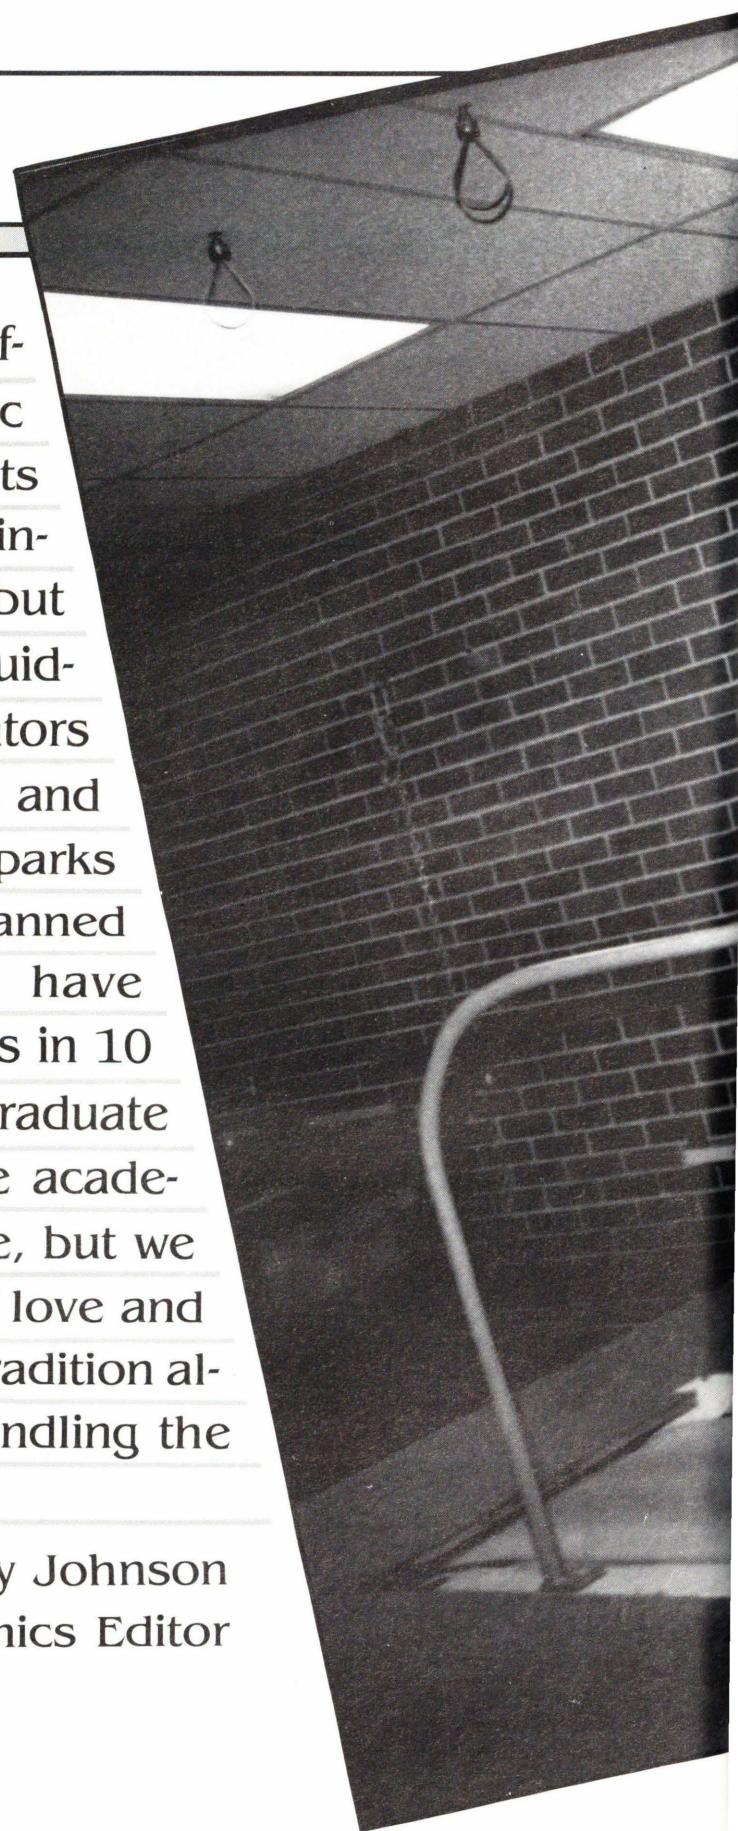 f-
c
ts
in-
out
uid-
tors
and
parks
anned
have
s in 10
raduate
e acade-
e, but we
love and
radition al-
ndling the
y Johnson
nics Editor